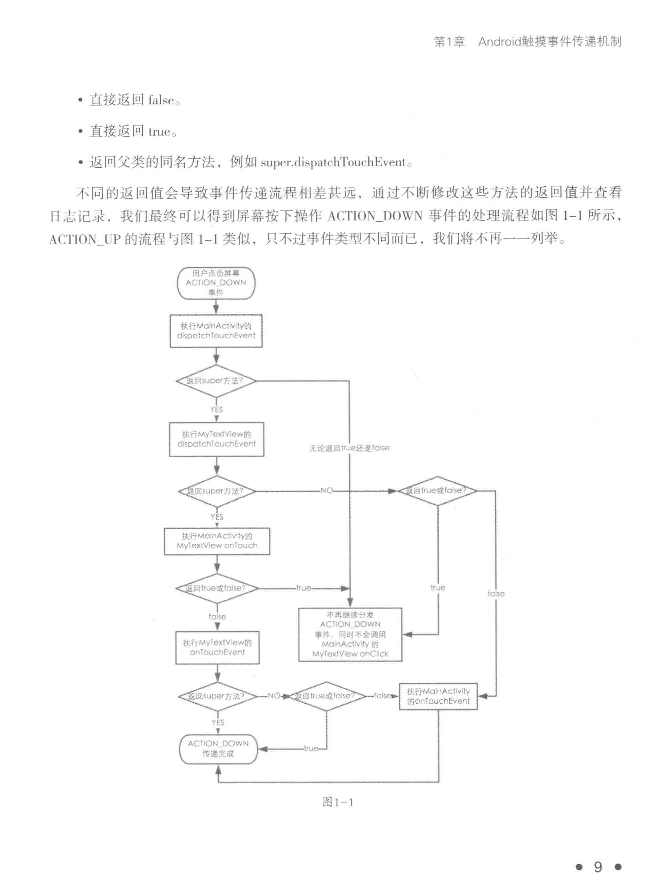 第1章 Android触摸事件传递机制
• 直接返回 false。
• 直接返回 true。
• 返回父类的同名方法，例如 super.dispatchTouchEvent。
不同的返回值会导致事件传递流程相差甚远，通过不断修改这些方法的返回值并查看
日志记录，我们最终可以得到屏幕按下操作 ACTION_DOWN 事件的处理流程如图 1-1 所示，
ACTION_UP 的流程与图 1-1 类似，只不过事件类型不同而已，我们将不再一一列举。
用户点击屏幕
ACTION_DOWN
事件
执行MainActivity的
dispatchTouchEvent
返回super方法?
YES
执行MyTextView的
dispatchTouchEvent
无论返回true还是false
返回super方法?
NO
返回true或false?
YES
执行MainActivity的
MyTextView onTouch
返回true或false?
true
true
false
false
不再继续分发
ACTION_DOWN
事件，同时不会调用
MainActivity 的
MyTextView onClick
执行MyTextView的
onTouchEvent
返回super方法?
NO
返回true或false?
false
执行MainActivity
的onTouchEvent
YES
ACTION_DOWN
传递完成
true
图1-1
• 9 •